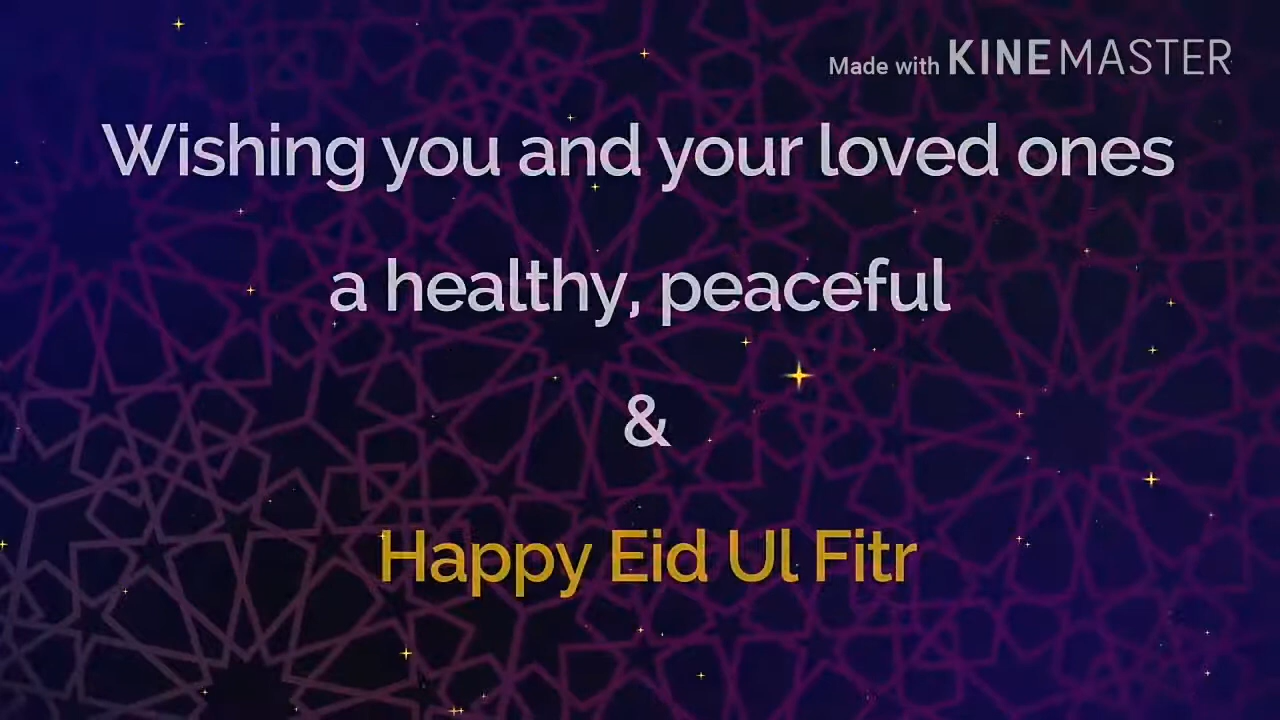 Made with KINEMASTER
Wishing you and your loved ones
a healthy, peaceful
&
Happy Eid Ul Fitr